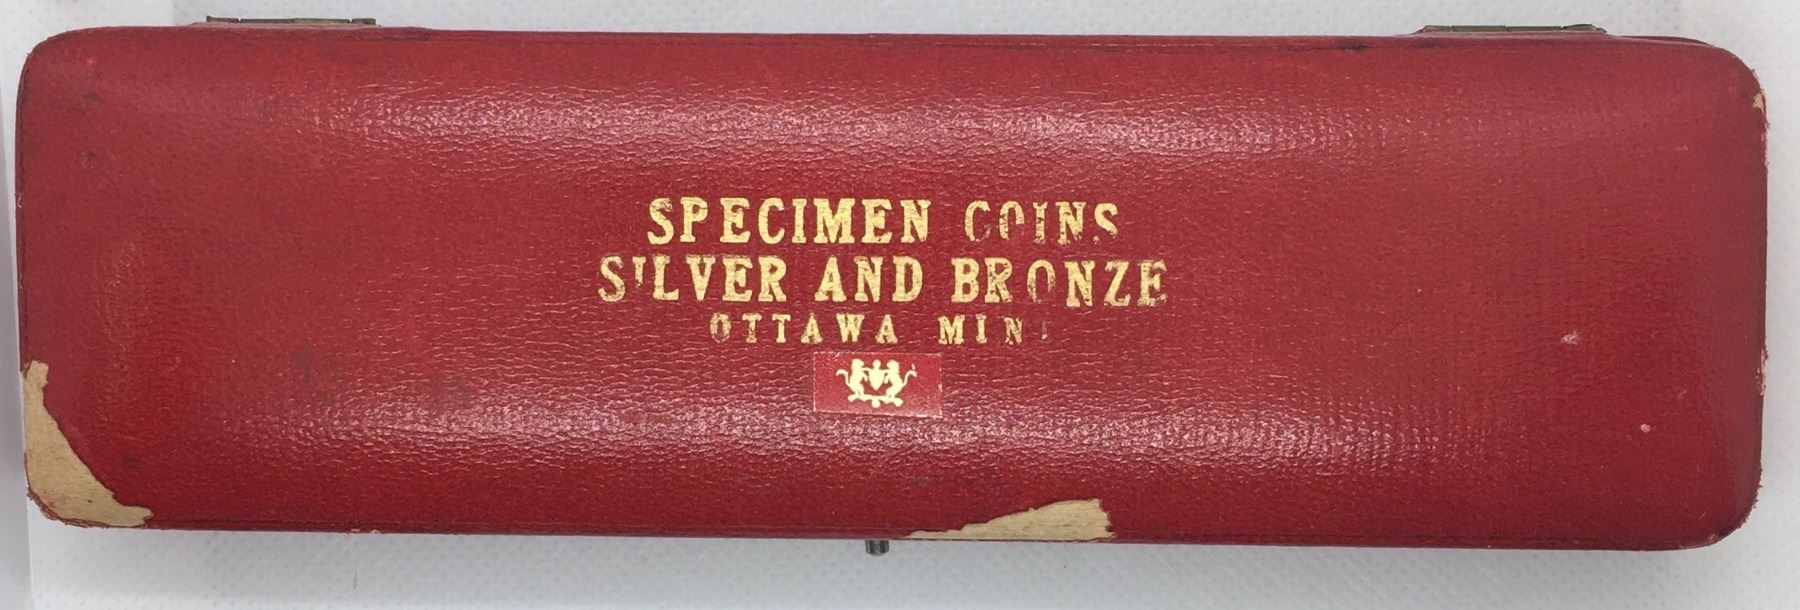 SPECIMEN COINS
SILVER AND BRONZE
OTTAWA MINT